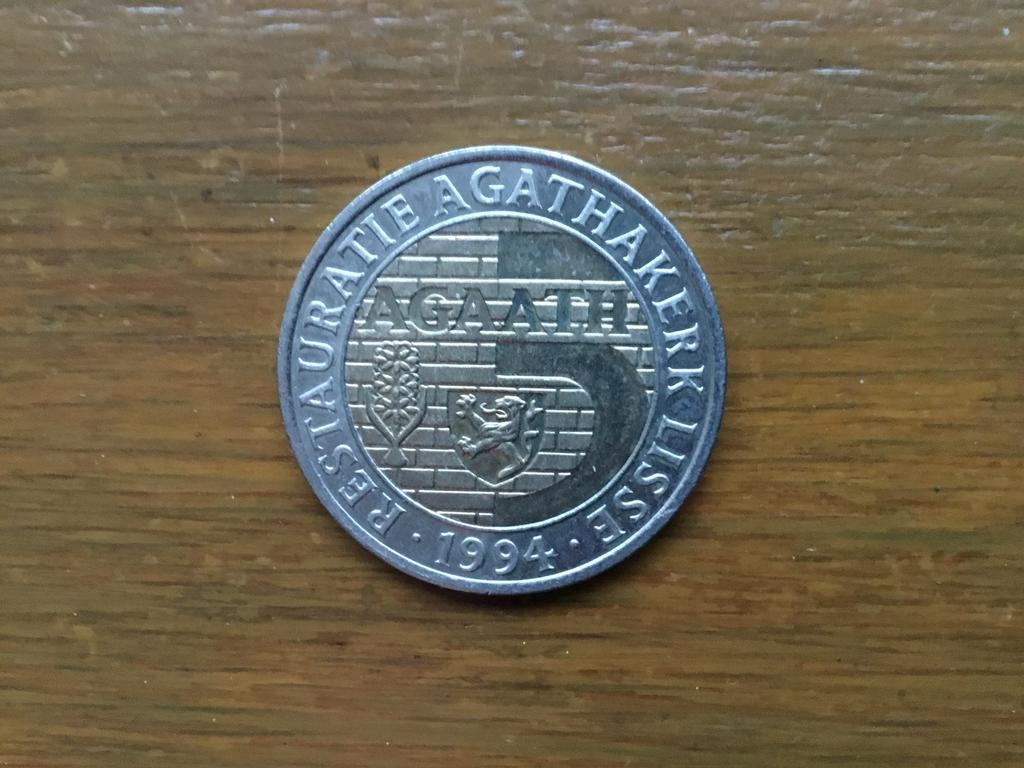 RESTAURATIE AGATHAKERK LISSE
5
AGAATH
· 1994 ·